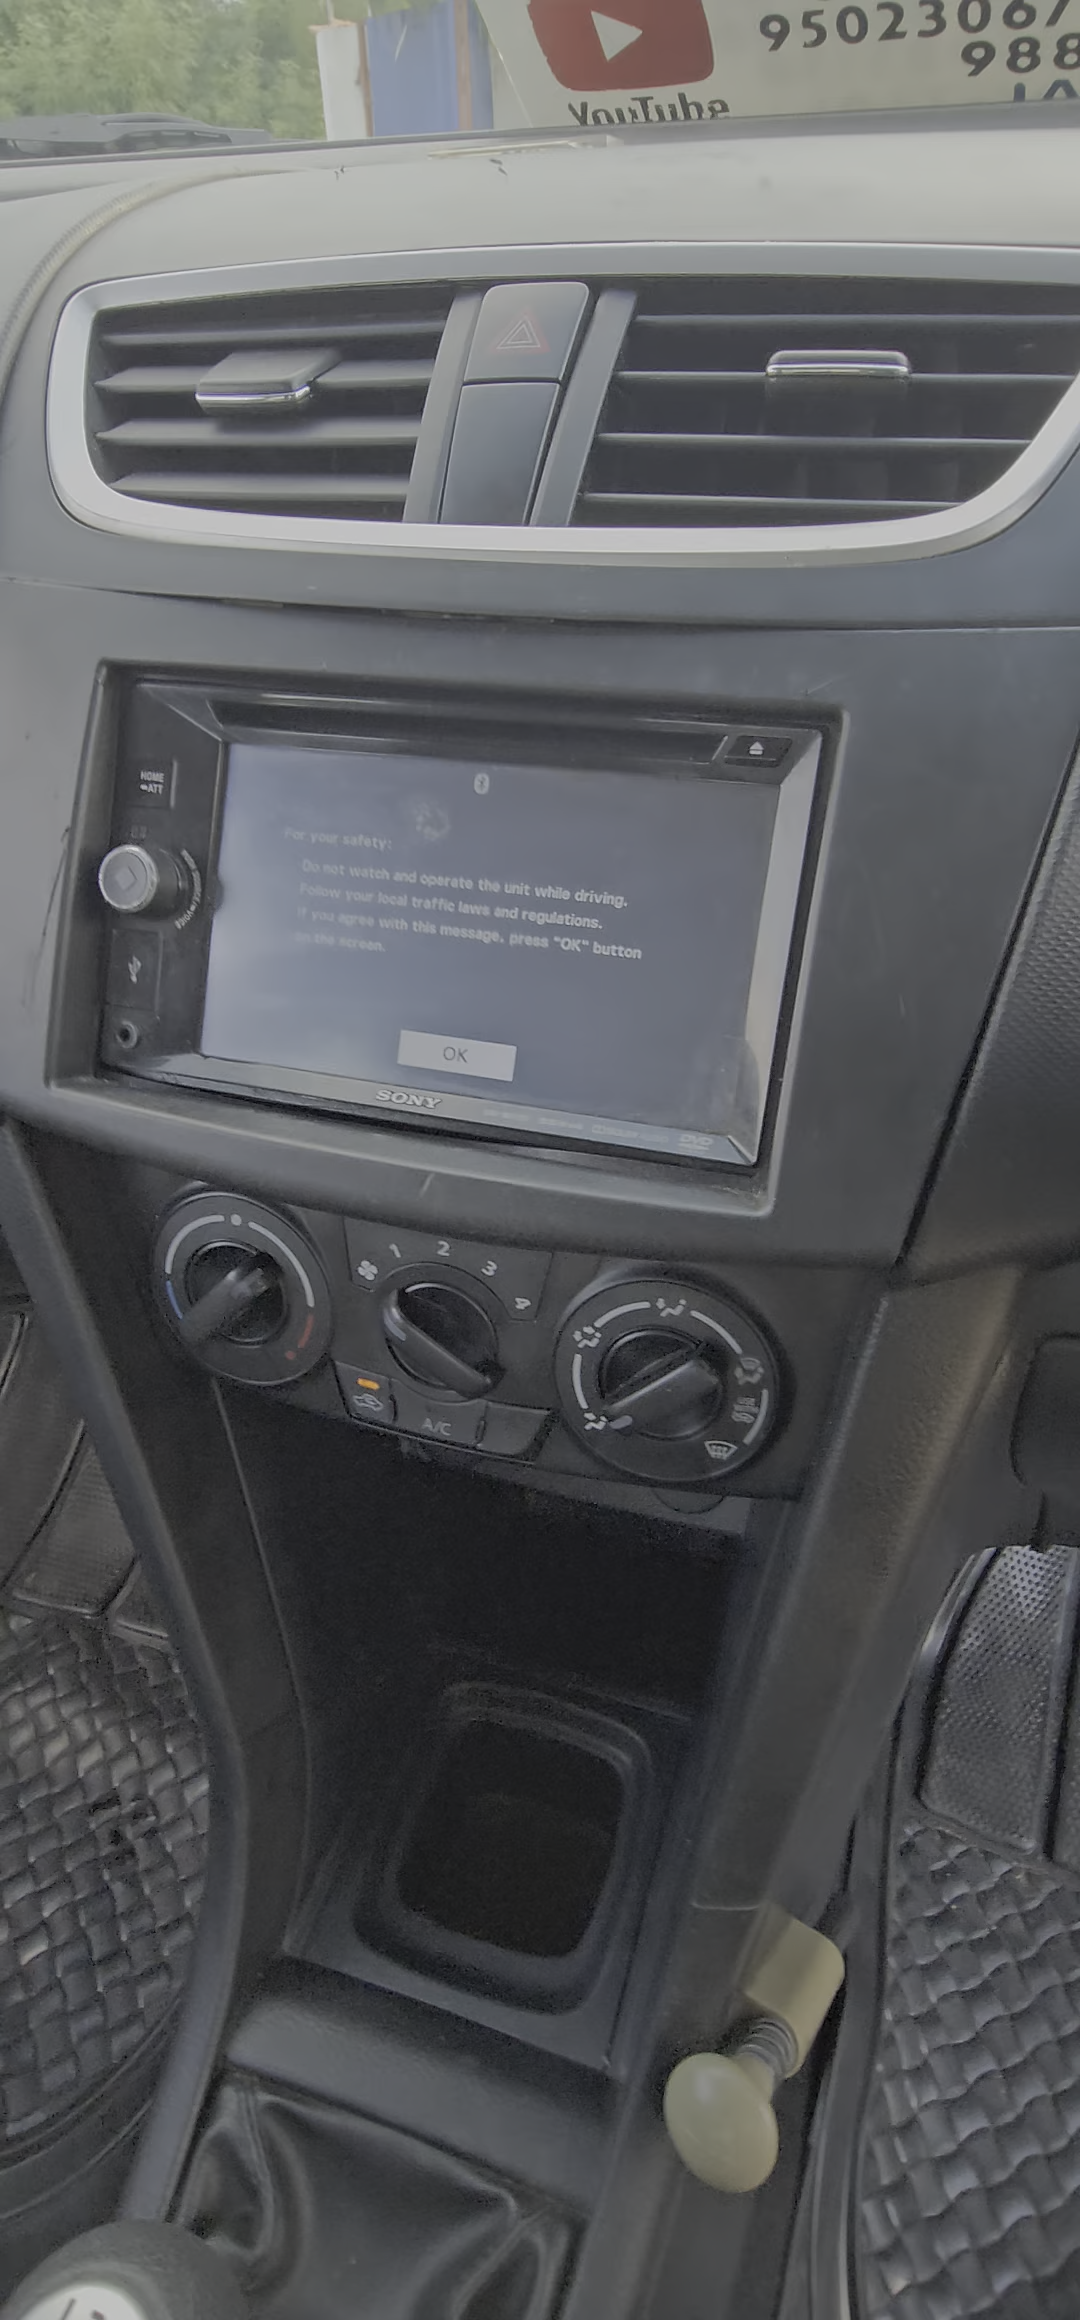 9502306
988
YouTube
HOME
ATT
For your safety:
Do not watch and operate the unit while driving.
Follow your local traffic laws and regulations.
If you agree with this message, press "OK" button
on the screen.
OK
SONY
DVD
1
2
3
4
A/C